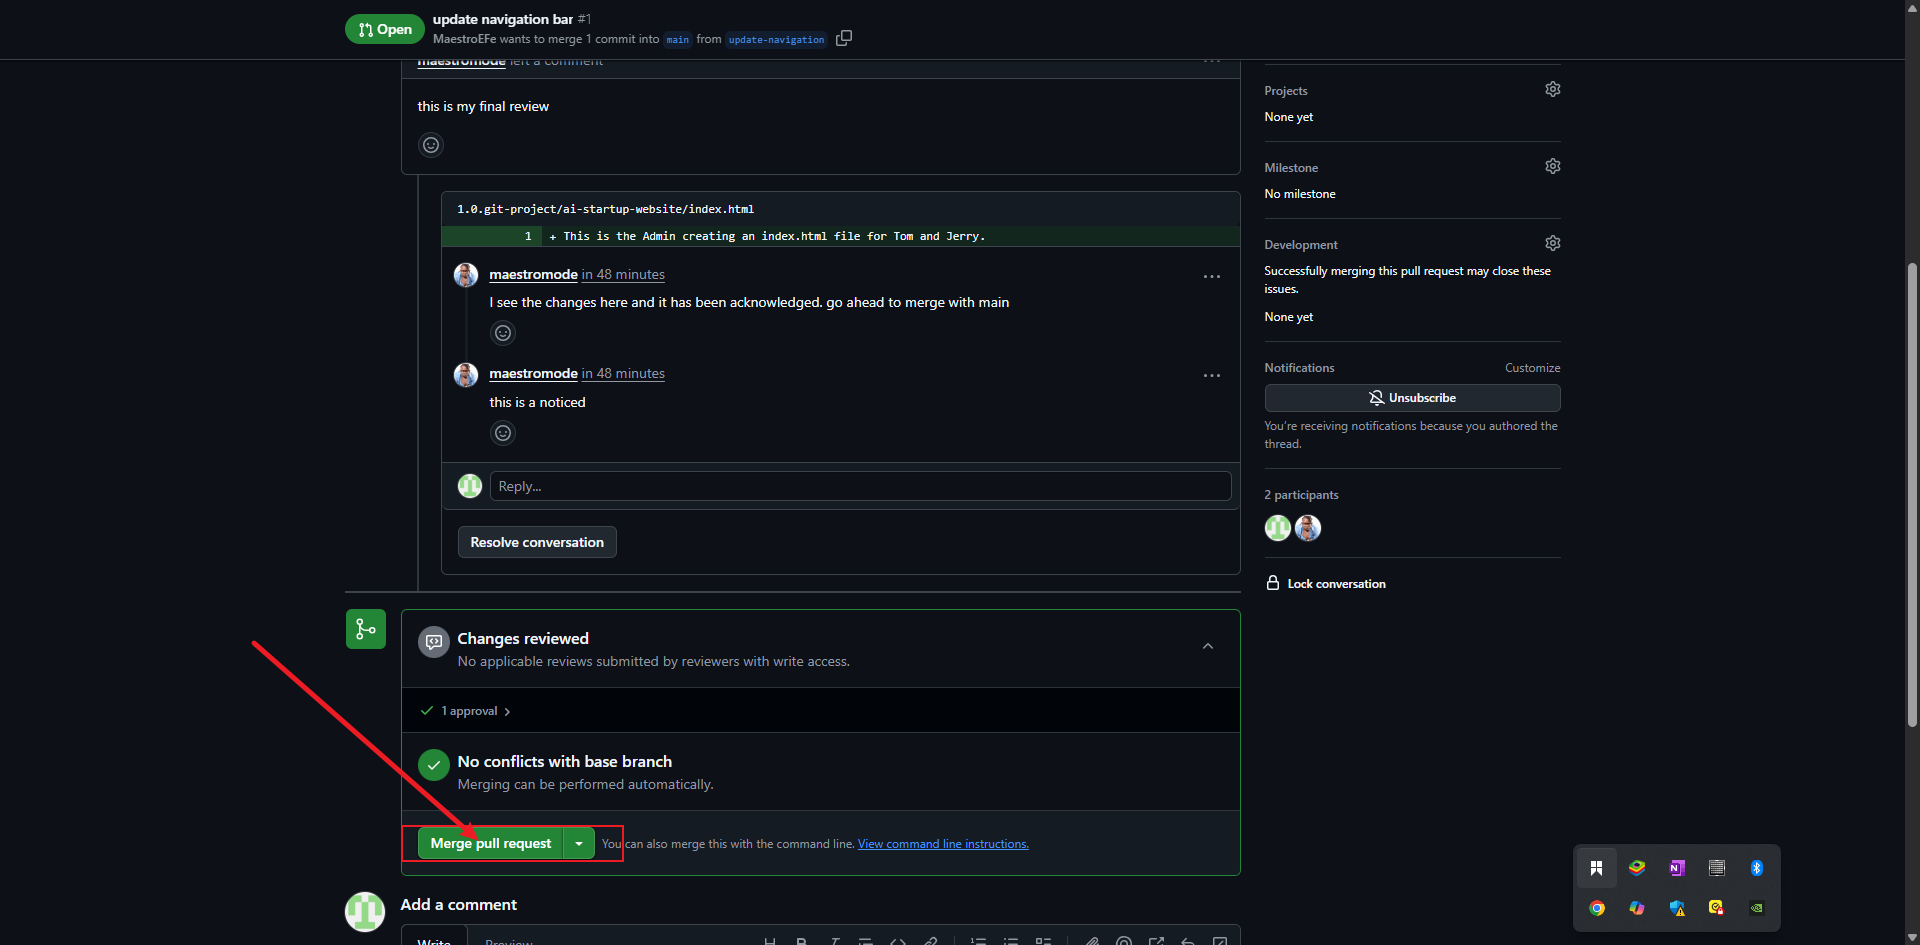 Open
update navigation bar #1
MaestroEFe wants to merge 1 commit into main from update-navigation
maestromode left a comment
this is my final review
1.0.git-project/ai-startup-website/index.html
1 + This is the Admin creating an index.html file for Tom and Jerry.
maestromode in 48 minutes
I see the changes here and it has been acknowledged. go ahead to merge with main
maestromode in 48 minutes
this is a noticed
Reply...
Resolve conversation
Changes reviewed
No applicable reviews submitted by reviewers with write access.
1 approval
No conflicts with base branch
Merging can be performed automatically.
Merge pull request
You can also merge this with the command line. View command line instructions.
Add a comment
Write Preview
Projects
None yet
Milestone
No milestone
Development
Successfully merging this pull request may close these
issues.
None yet
Notifications Customize
Unsubscribe
You're receiving notifications because you authored the
thread.
2 participants
Lock conversation